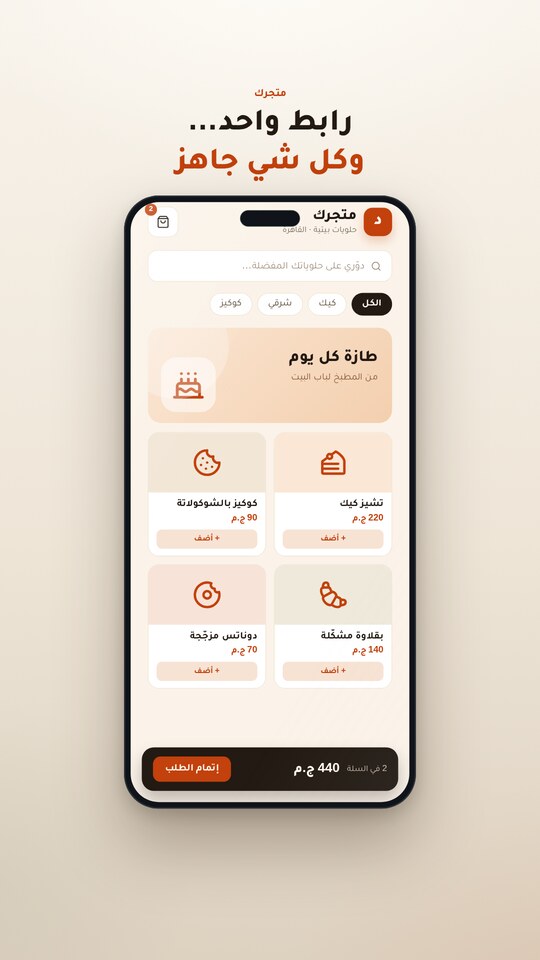 متجرك
رابط واحد...
وكل شي جاهز
د
متجرك
حلويات بيتية · القاهرة
2
دوّري على حلوياتك المفضلة...
الكل
كيك
شرقي
كوكيز
طازة كل يوم
من المطبخ لباب البيت
تشيز كيك
220 ج.م
+ أضف
كوكيز بالشوكولاتة
90 ج.م
+ أضف
بقلاوة مشكّلة
140 ج.م
+ أضف
دوناتس مزجّجة
70 ج.م
+ أضف
2 في السلة
440 ج.م
إتمام الطلب